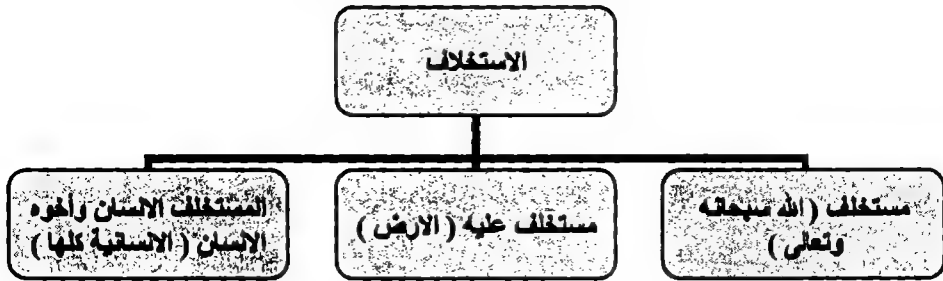 الاستخلاف
مستخلف ( الله سبحانه
وتعالى )
مستخلف عليه ( الارض )
المستخلف الانسان وأخوه
الانسان ( الانسانية كلها )